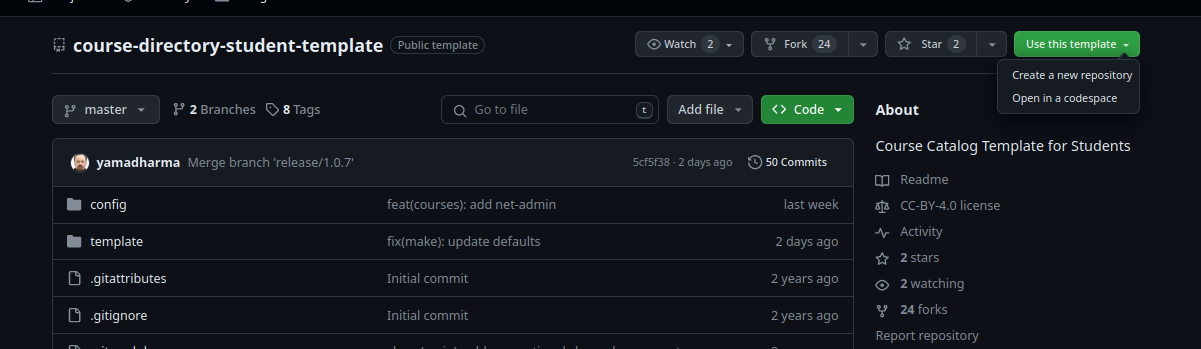 course-directory-student-template Public template Watch 2 Fork 24 Star 2 Use this template
Create a new repository
Open in a codespace
master 2 Branches 8 Tags Go to file t Add file Code
About
Course Catalog Template for Students
yamadharma Merge branch 'release/1.0.7' 5cf5f38 · 2 days ago 50 Commits
config feat(courses): add net-admin last week
template fix(make): update defaults 2 days ago
.gitattributes Initial commit 2 years ago
.gitignore Initial commit 2 years ago
Readme
CC-BY-4.0 license
Activity
2 stars
2 watching
24 forks
Report repository